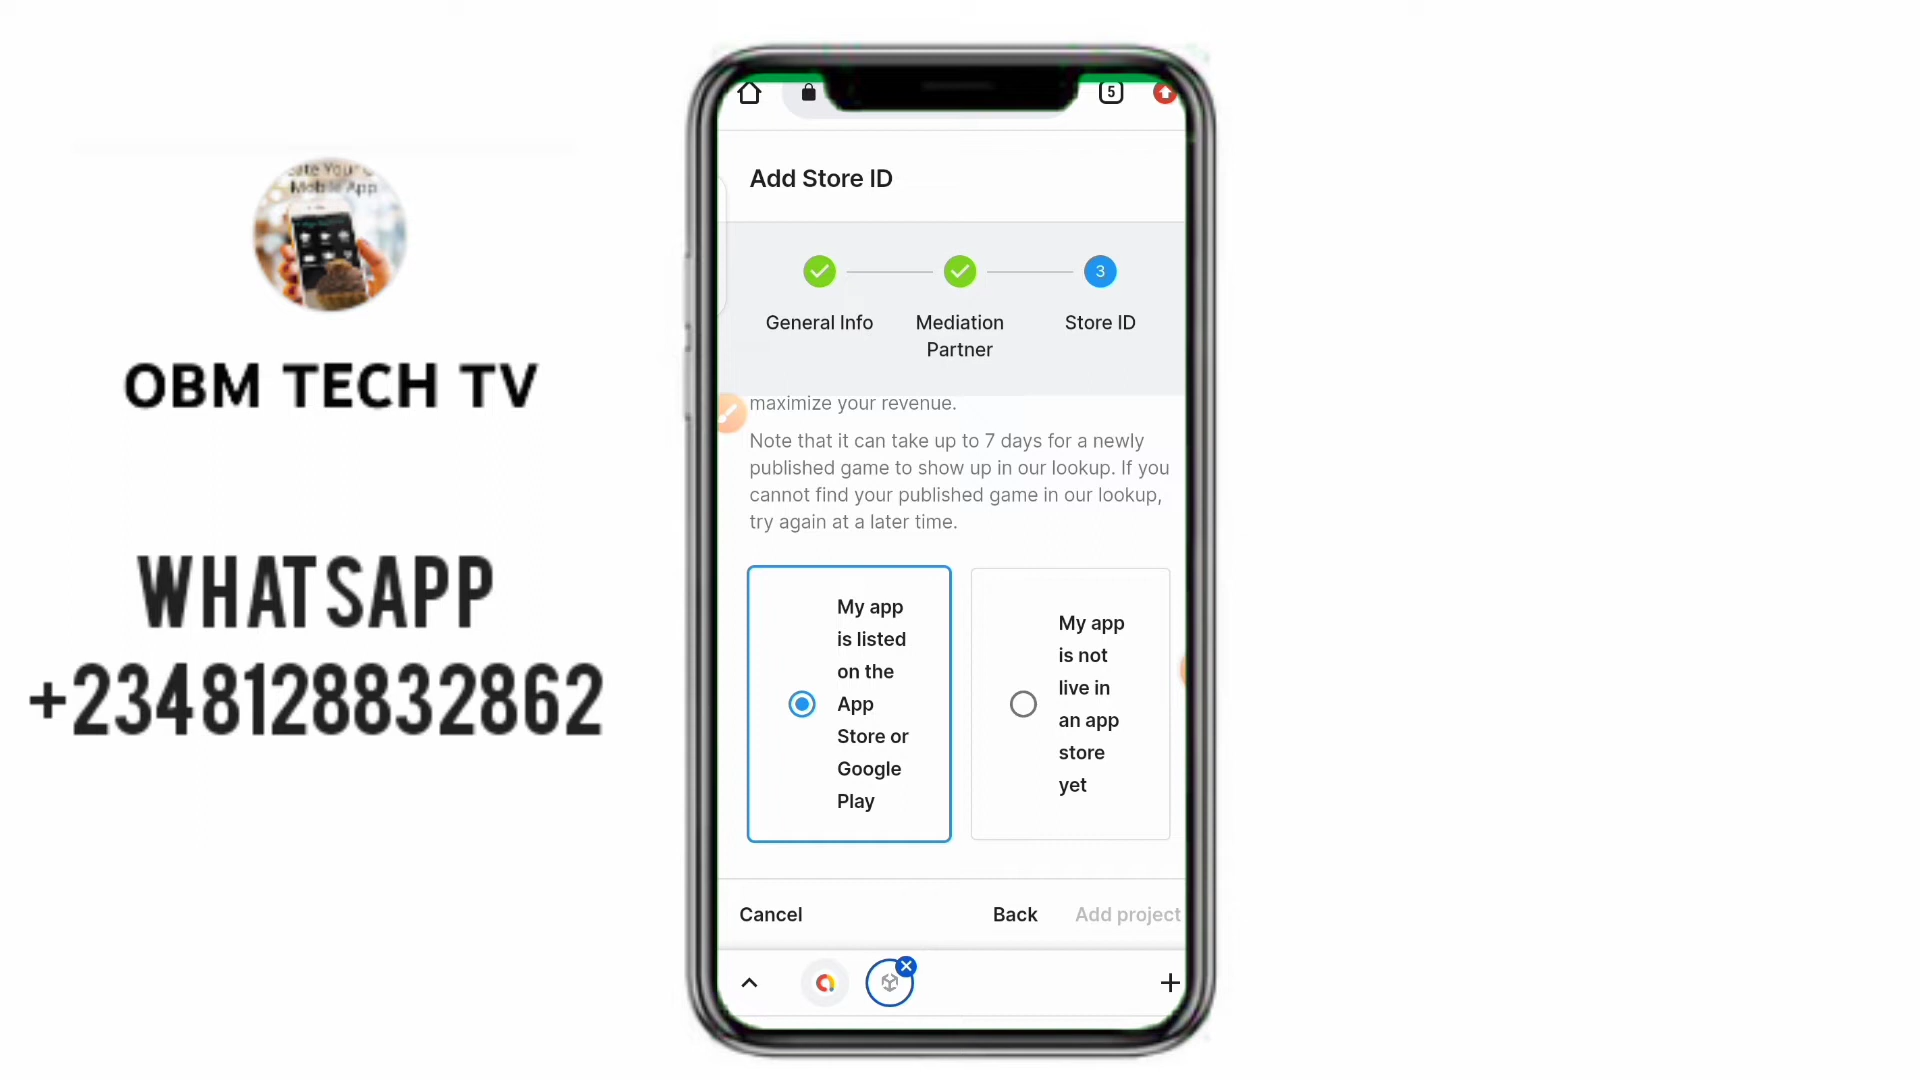 Mobile App
OBM TECH TV
WHATSAPP
+2348128832862
5
Add Store ID
3
General Info
Mediation
Partner
Store ID
maximize your revenue.
Note that it can take up to 7 days for a newly
published game to show up in our lookup. If you
cannot find your published game in our lookup,
try again at a later time.
My app
is listed
on the
App
Store or
Google
Play
My app
is not
live in
an app
store
yet
Cancel
Back
Add project